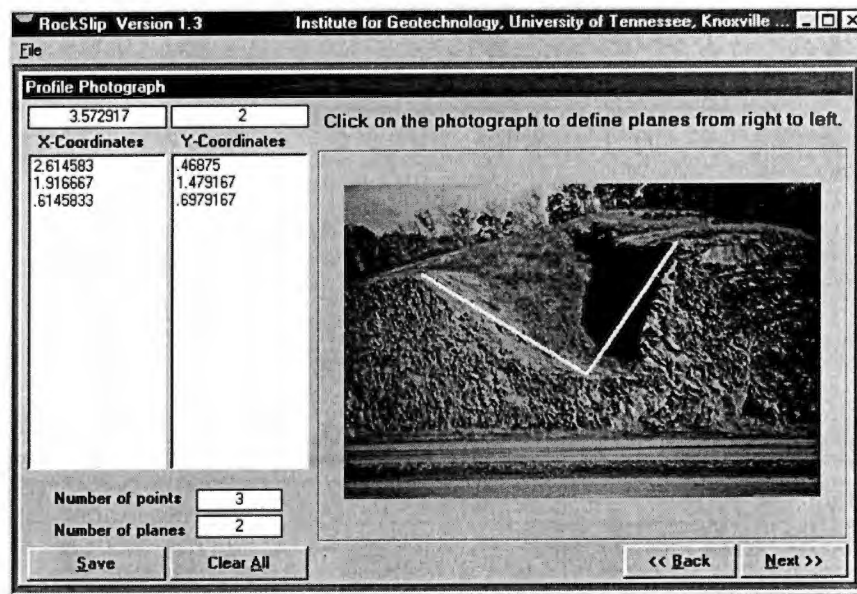 RockSlip Version 1.3 Institute for Geotechnology, University of Tennessee, Knoxville ...
File
Profile Photograph
3.572917 2
Click on the photograph to define planes from right to left.
X-Coordinates Y-Coordinates
2.614583 .46875
1.916667 1.479167
.6145833 .6979167
Number of points 3
Number of planes 2
Save Clear All << Back Next >>